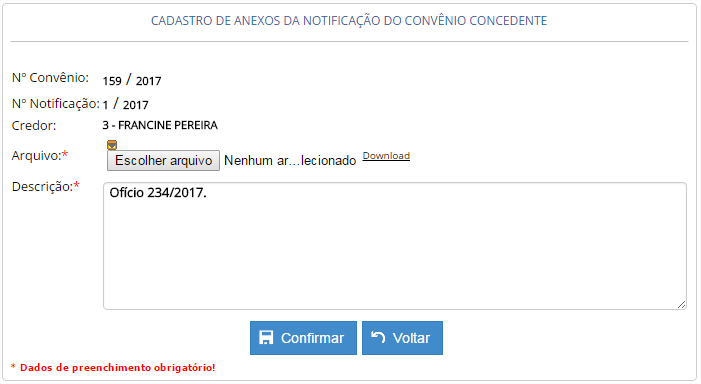 CADASTRO DE ANEXOS DA NOTIFICAÇÃO DO CONVÊNIO CONCEDENTE
Nº Convênio: 159 / 2017
Nº Notificação: 1 / 2017
Credor: 3 - FRANCINE PEREIRA
Arquivo:* Escolher arquivo Nenhum ar...lecionado Download
Descrição:* Ofício 234/2017.
Confirmar Voltar
* Dados de preenchimento obrigatório!